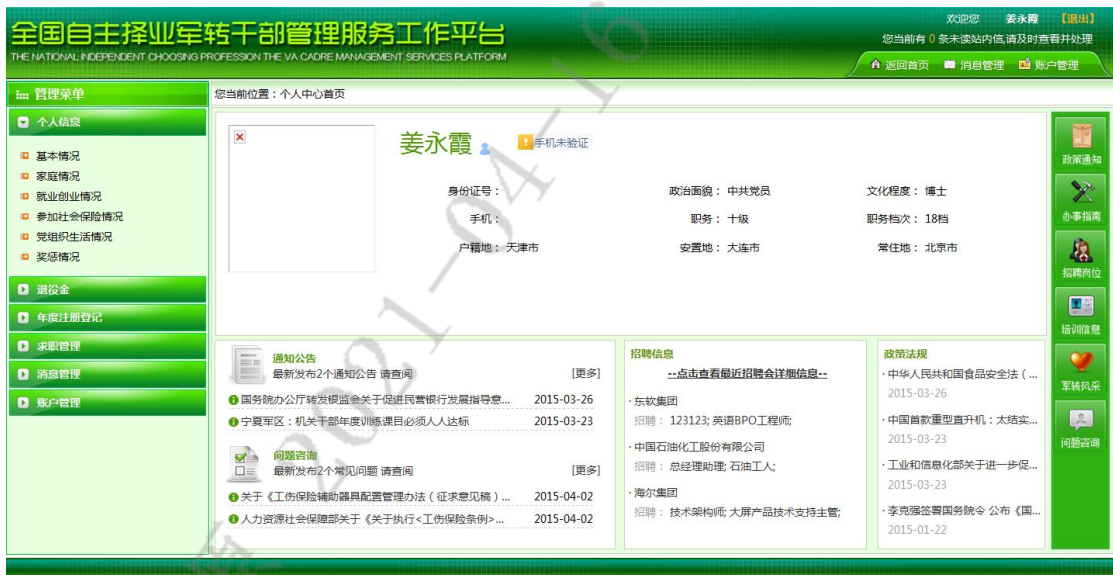 全国自主择业军转干部管理服务工作平台
THE NATIONAL INDEPENDENT CHOOSING PROFESSION THE VA CADRE MANAGEMENT SERVICES PLATFORM
欢迎您 姜永霞 【退出】
您当前有 0 条未读站内信,请及时查看并处理
返回首页 消息管理 账户管理
管理菜单
您当前位置：个人中心首页
个人信息
基本情况
家庭情况
就业创业情况
参加社会保险情况
党组织生活情况
奖惩情况
退役金
年度注册登记
求职管理
消息管理
账户管理
姜永霞 手机未验证
身份证号： 政治面貌： 中共党员 文化程度： 博士
手机： 职务： 十级 职务档次： 18档
户籍地： 天津市 安置地： 大连市 常住地： 北京市
通知公告
最新发布2个通知公告 请查阅 [更多]
国务院办公厅转发银监会关于促进民营银行发展指导意... 2015-03-26
宁夏军区：机关干部年度训练课目必须人人达标 2015-03-23
问题咨询
最新发布2个常见问题 请查阅 [更多]
关于《工伤保险辅助器具配置管理办法（征求意见稿）... 2015-04-02
人力资源社会保障部关于《关于执行<工伤保险条例>... 2015-04-02
招聘信息
--点击查看最近招聘会详细信息--
·东软集团
招聘： 123123; 英语BPO工程师;
·中国石油化工股份有限公司
招聘： 总经理助理; 石油工人;
·海尔集团
招聘： 技术架构师; 大屏产品技术支持主管;
政策法规
·中华人民共和国食品安全法（...
2015-03-26
·中国首款重型直升机：太结实...
2015-03-23
·工业和信息化部关于进一步促...
2015-03-23
·李克强签署国务院令 公布《国...
2015-01-22
政策通知
办事指南
招聘岗位
培训信息
军转风采
问题咨询
2021-04-16